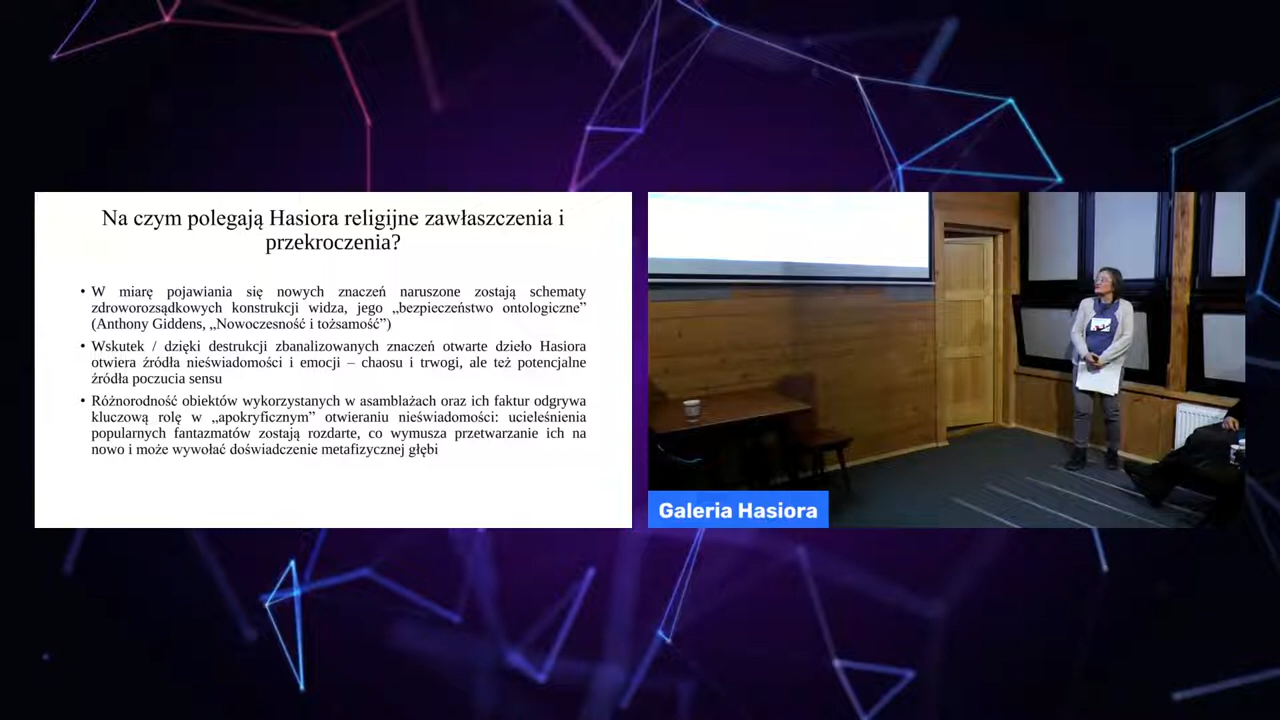 Na czym polegają Hasiora religijne zawłaszczenia i
przekroczenia?
• W miarę pojawiania się nowych znaczeń naruszone zostają schematy
zdroworozsądkowych konstrukcji widza, jego „bezpieczeństwo ontologiczne”
(Anthony Giddens, „Nowoczesność i tożsamość”)
• Wskutek / dzięki destrukcji zbanalizowanych znaczeń otwarte dzieło Hasiora
otwiera źródła nieświadomości i emocji – chaosu i trwogi, ale też potencjalne
źródła poczucia sensu
• Różnorodność obiektów wykorzystanych w asamblażach oraz ich faktur odgrywa
kluczową rolę w „apokryficznym” otwieraniu nieświadomości: ucieleśnienia
popularnych fantazmatów zostają rozdarte, co wymusza przetwarzanie ich na
nowo i może wywołać doświadczenie metafizycznej głębi
Galeria Hasiora